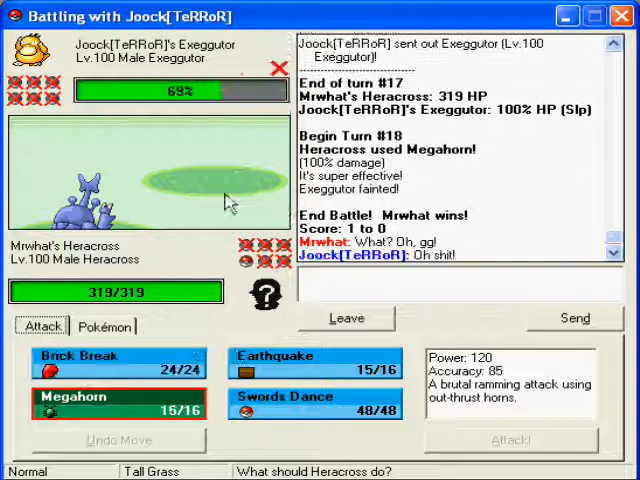 Battling with Joock[TeRRoR]
Joock[TeRRoR]'s Exeggutor
Lv.100 Male Exeggutor
69%
Mrwhat's Heracross
Lv.100 Male Heracross
319/319
Joock[TeRRoR] sent out Exeggutor (Lv.100
Exeggutor)!
--------------------
End of turn #17
Mrwhat's Heracross: 319 HP
Joock[TeRRoR]'s Exeggutor: 100% HP (Slp)
Begin Turn #18
Heracross used Megahorn!
(100% damage)
It's super effective!
Exeggutor fainted!
End Battle! Mrwhat wins!
Score: 1 to 0
Mrwhat: What? Oh, gg!
Joock[TeRRoR]: Oh shit!
Leave
Send
Attack
Pokémon
Brick Break
24/24
Earthquake
15/16
Megahorn
15/16
Swords Dance
48/48
Undo Move
Power: 120
Accuracy: 85
A brutal ramming attack using
out-thrust horns.
Attack!
Normal
Tall Grass
What should Heracross do?